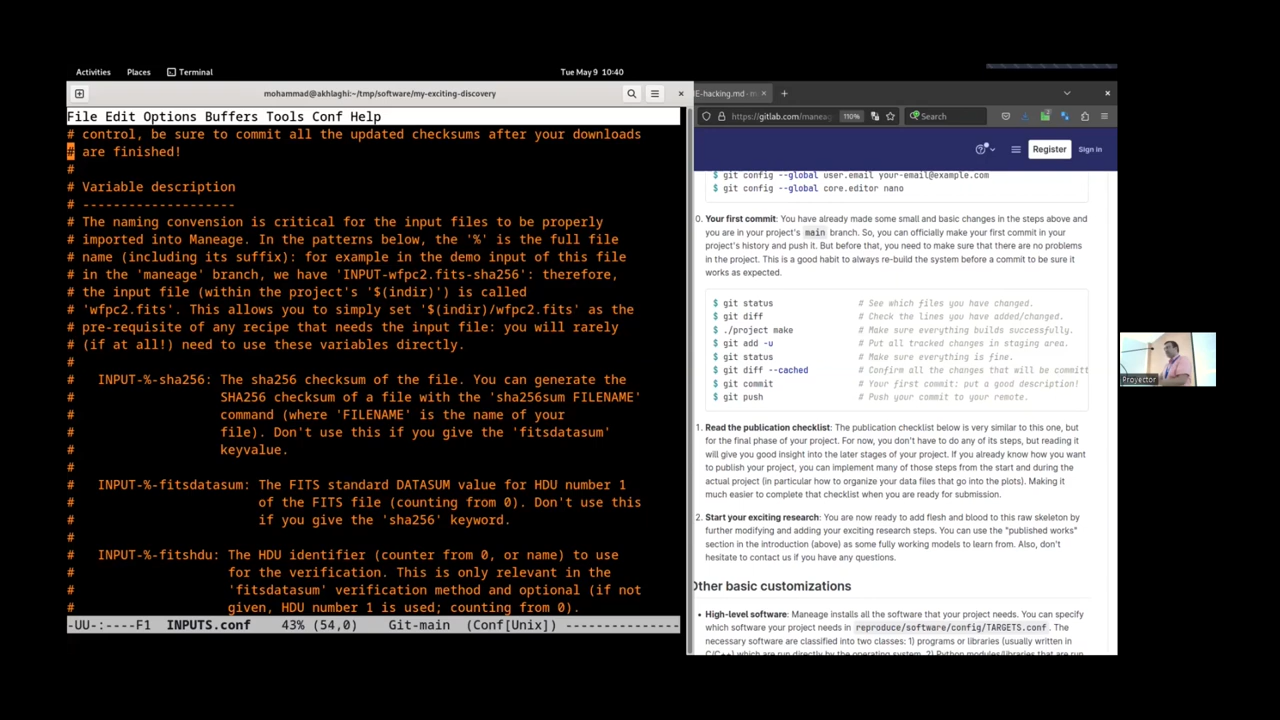 Activities Places Terminal Tue May 9 10:40
mohammad@akhlaghi:~/tmp/software/my-exciting-discovery
File Edit Options Buffers Tools Conf Help
# control, be sure to commit all the updated checksums after your downloads
# are finished!
#
# Variable description
# --------------------
# The naming convension is critical for the input files to be properly
# imported into Maneage. In the patterns below, the '%' is the full file
# name (including its suffix): for example in the demo input of this file
# in the 'maneage' branch, we have 'INPUT-wfpc2.fits-sha256': therefore,
# the input file (within the project's '$(indir)') is called
# 'wfpc2.fits'. This allows you to simply set '$(indir)/wfpc2.fits' as the
# pre-requisite of any recipe that needs the input file: you will rarely
# (if at all!) need to use these variables directly.
#
# INPUT-%-sha256: The sha256 checksum of the file. You can generate the
# SHA256 checksum of a file with the 'sha256sum FILENAME'
# command (where 'FILENAME' is the name of your
# file). Don't use this if you give the 'fitsdatasum'
# keyvalue.
#
# INPUT-%-fitsdatasum: The FITS standard DATASUM value for HDU number 1
# of the FITS file (counting from 0). Don't use this
# if you give the 'sha256' keyword.
#
# INPUT-%-fitshdu: The HDU identifier (counter from 0, or name) to use
# for the verification. This is only relevant in the
# 'fitsdatasum' verification method and optional (if not
# given, HDU number 1 is used; counting from 0).
-UU-:----F1 INPUTS.conf 43% (54,0) Git-main (Conf[Unix]) ---------------
E-hacking.md - m
https://gitlab.com/maneag 110% Search
Register Sign in
$ git config --global user.email your-email@example.com
$ git config --global core.editor nano
0. Your first commit: You have already made some small and basic changes in the steps above and
you are in your project's main branch. So, you can officially make your first commit in your
project's history and push it. But before that, you need to make sure that there are no problems
in the project. This is a good habit to always re-build the system before a commit to be sure it
works as expected.
$ git status # See which files you have changed.
$ git diff # Check the lines you have added/changed.
$ ./project make # Make sure everything builds successfully.
$ git add -u # Put all tracked changes in staging area.
$ git status # Make sure everything is fine.
$ git diff --cached # Confirm all the changes that will be committ
$ git commit # Your first commit: put a good description!
$ git push # Push your commit to your remote.
1. Read the publication checklist: The publication checklist below is very similar to this one, but
for the final phase of your project. For now, you don't have to do any of its steps, but reading it
will give you good insight into the later stages of your project. If you already know how you want
to publish your project, you can implement many of those steps from the start and during the
actual project (in particular how to organize your data files that go into the plots). Making it
much easier to complete that checklist when you are ready for submission.
2. Start your exciting research: You are now ready to add flesh and blood to this raw skeleton by
further modifying and adding your exciting research steps. You can use the "published works"
section in the introduction (above) as some fully working models to learn from. Also, don't
hesitate to contact us if you have any questions.
Other basic customizations
• High-level software: Maneage installs all the software that your project needs. You can specify
which software your project needs in reproduce/software/config/TARGETS.conf. The
necessary software are classified into two classes: 1) programs or libraries (usually written in
C/C++) which are run directly by the operating system. 2) Python modules/libraries that are run
Proyector